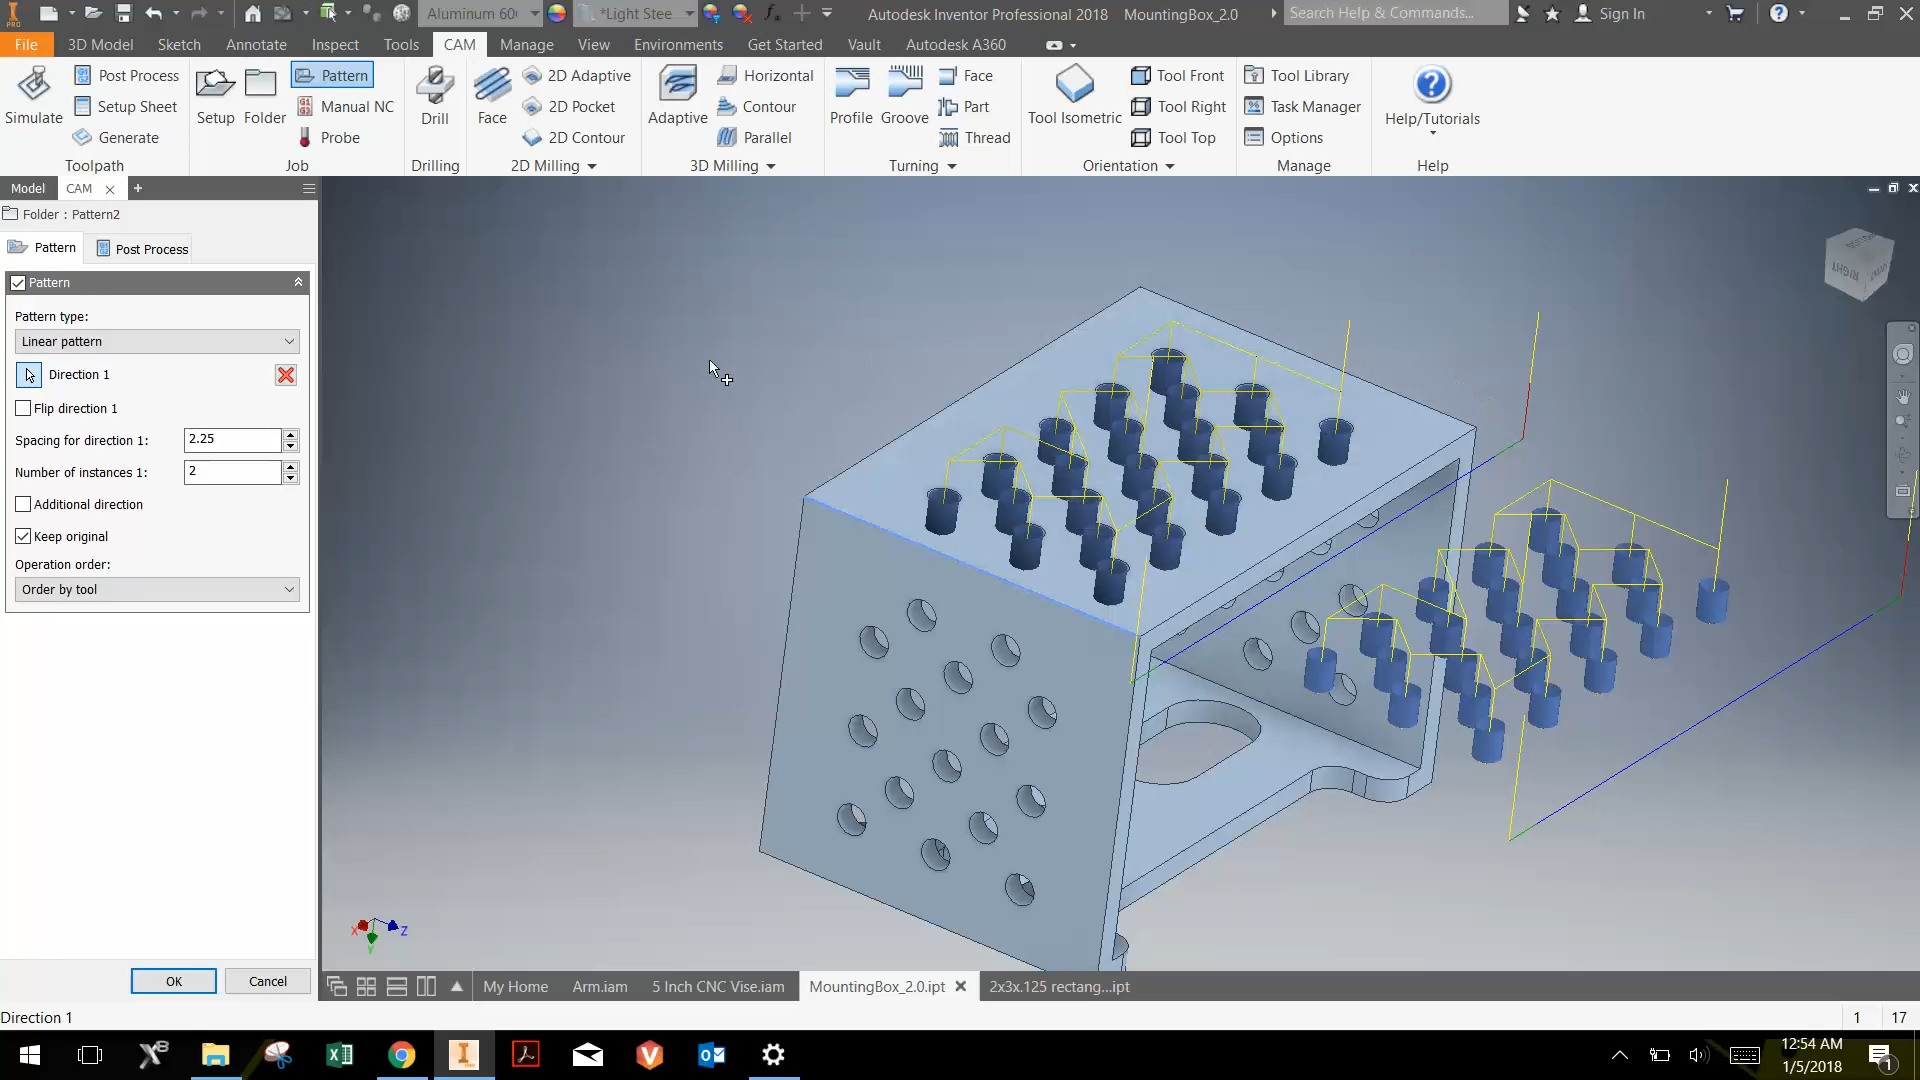 PRO
Aluminum 60
*Light Stee
Autodesk Inventor Professional 2018 MountingBox_2.0
Search Help & Commands...
Sign In
File
3D Model
Sketch
Annotate
Inspect
Tools
CAM
Manage
View
Environments
Get Started
Vault
Autodesk A360
Simulate
Post Process
Setup Sheet
Generate
Toolpath
Setup
Folder
Pattern
Manual NC
Probe
Job
Drill
Drilling
Face
2D Adaptive
2D Pocket
2D Contour
2D Milling
Adaptive
Horizontal
Contour
Parallel
3D Milling
Profile
Groove
Face
Part
Thread
Turning
Tool Isometric
Tool Front
Tool Right
Tool Top
Orientation
Tool Library
Task Manager
Options
Manage
Help/Tutorials
Help
Model
CAM
Folder : Pattern2
Pattern
Post Process
Pattern
Pattern type:
Linear pattern
Direction 1
Flip direction 1
Spacing for direction 1:
2.25
Number of instances 1:
2
Additional direction
Keep original
Operation order:
Order by tool
OK
Cancel
RIGHT
X
Y
Z
My Home
Arm.iam
5 Inch CNC Vise.iam
MountingBox_2.0.ipt
2x3x.125 rectang...ipt
Direction 1
1
17
12:54 AM
1/5/2018
1